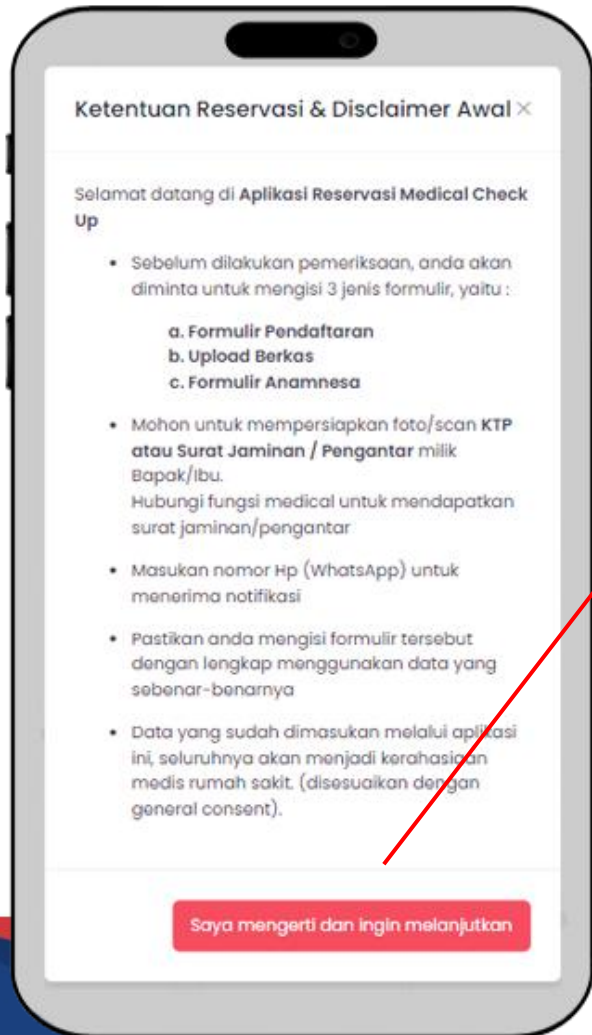 Ketentuan Reservasi & Disclaimer Awal ×
Selamat datang di Aplikasi Reservasi Medical Check
Up
• Sebelum dilakukan pemeriksaan, anda akan
diminta untuk mengisi 3 jenis formulir, yaitu :
a. Formulir Pendaftaran
b. Upload Berkas
c. Formulir Anamnesa
• Mohon untuk mempersiapkan foto/scan KTP
atau Surat Jaminan / Pengantar milik
Bapak/Ibu.
Hubungi fungsi medical untuk mendapatkan
surat jaminan/pengantar
• Masukan nomor Hp (WhatsApp) untuk
menerima notifikasi
• Pastikan anda mengisi formulir tersebut
dengan lengkap menggunakan data yang
sebenar-benarnya
• Data yang sudah dimasukan melalui aplikasi
ini, seluruhnya akan menjadi kerahasiaan
medis rumah sakit. (disesuaikan dengan
general consent).
Saya mengerti dan ingin melanjutkan